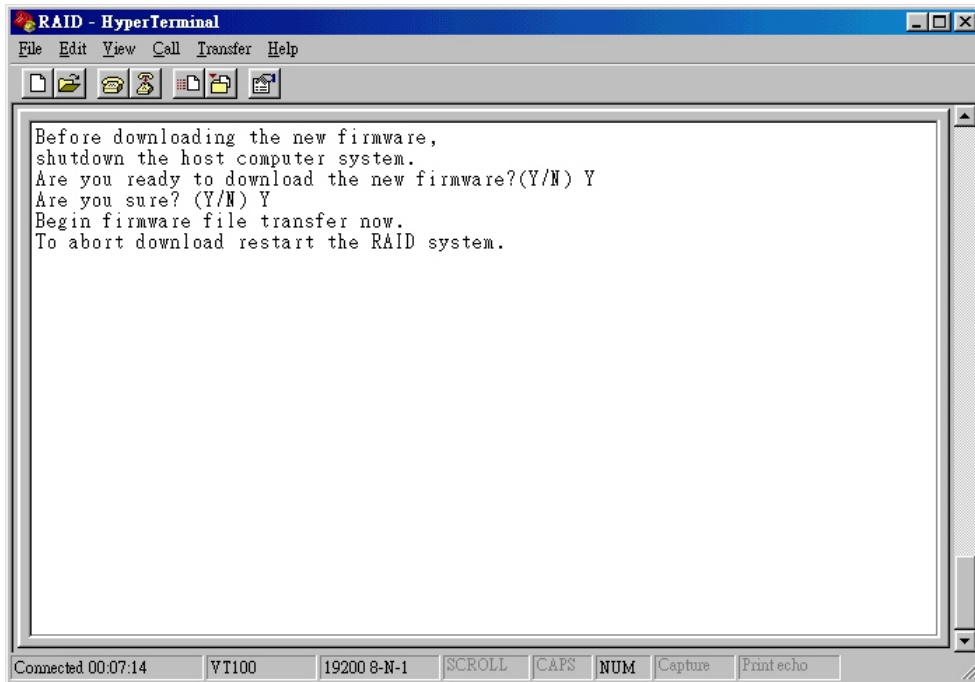 RAID - HyperTerminal
File Edit View Call Transfer Help
Before downloading the new firmware,
shutdown the host computer system.
Are you ready to download the new firmware?(Y/N) Y
Are you sure? (Y/N) Y
Begin firmware file transfer now.
To abort download restart the RAID system.
Connected 00:07:14 VT100 19200 8-N-1 SCROLL CAPS NUM Capture Print echo